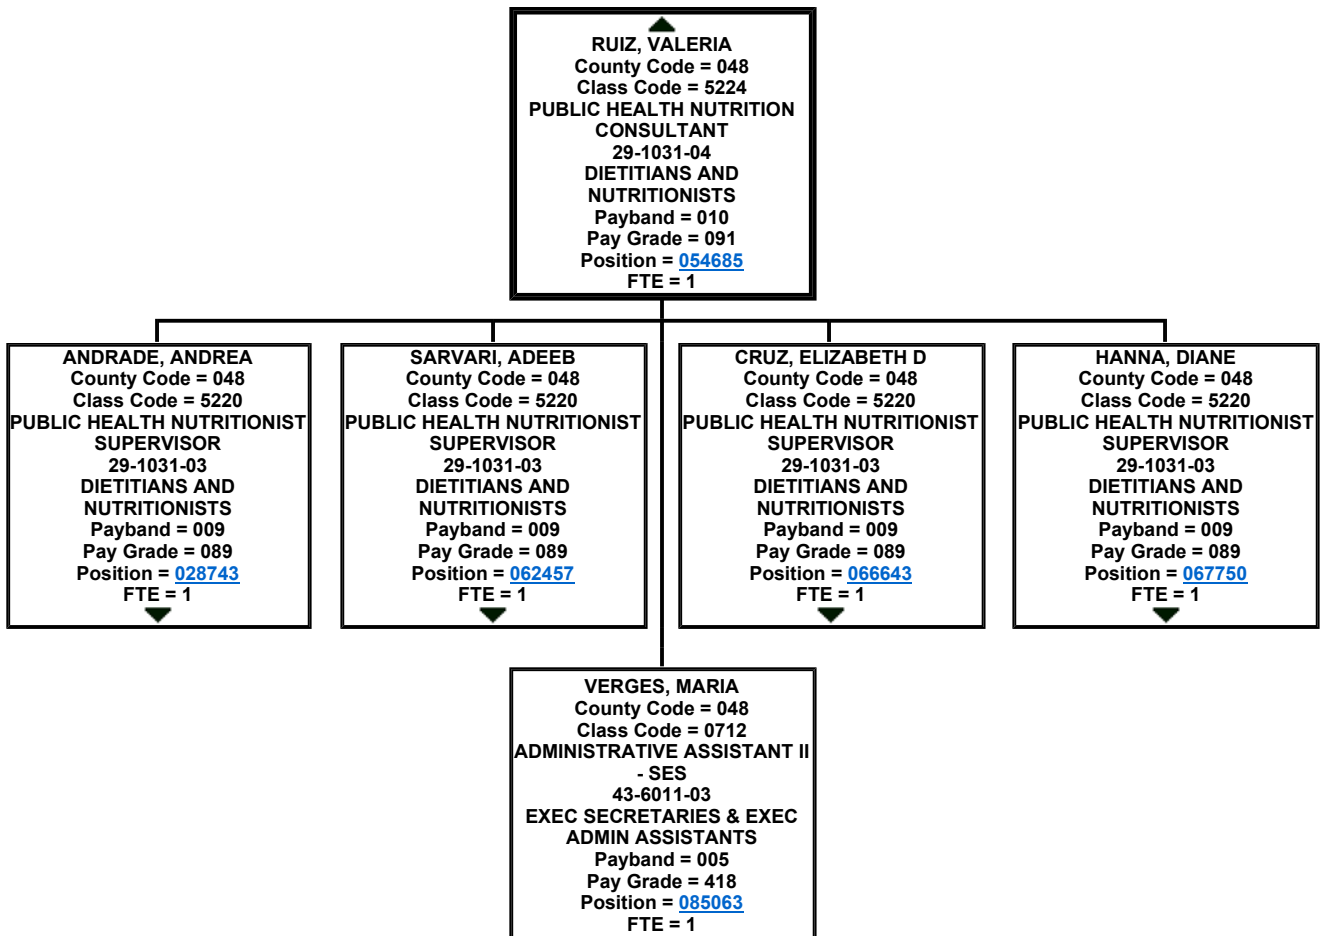 RUIZ, VALERIA
County Code = 048
Class Code = 5224
PUBLIC HEALTH NUTRITION
CONSULTANT
29-1031-04
DIETITIANS AND
NUTRITIONISTS
Payband = 010
Pay Grade = 091
Position = 054685
FTE = 1
ANDRADE, ANDREA
County Code = 048
Class Code = 5220
PUBLIC HEALTH NUTRITIONIST
SUPERVISOR
29-1031-03
DIETITIANS AND
NUTRITIONISTS
Payband = 009
Pay Grade = 089
Position = 028743
FTE = 1
SARVARI, ADEEB
County Code = 048
Class Code = 5220
PUBLIC HEALTH NUTRITIONIST
SUPERVISOR
29-1031-03
DIETITIANS AND
NUTRITIONISTS
Payband = 009
Pay Grade = 089
Position = 062457
FTE = 1
CRUZ, ELIZABETH D
County Code = 048
Class Code = 5220
PUBLIC HEALTH NUTRITIONIST
SUPERVISOR
29-1031-03
DIETITIANS AND
NUTRITIONISTS
Payband = 009
Pay Grade = 089
Position = 066643
FTE = 1
HANNA, DIANE
County Code = 048
Class Code = 5220
PUBLIC HEALTH NUTRITIONIST
SUPERVISOR
29-1031-03
DIETITIANS AND
NUTRITIONISTS
Payband = 009
Pay Grade = 089
Position = 067750
FTE = 1
VERGES, MARIA
County Code = 048
Class Code = 0712
ADMINISTRATIVE ASSISTANT II
- SES
43-6011-03
EXEC SECRETARIES & EXEC
ADMIN ASSISTANTS
Payband = 005
Pay Grade = 418
Position = 085063
FTE = 1